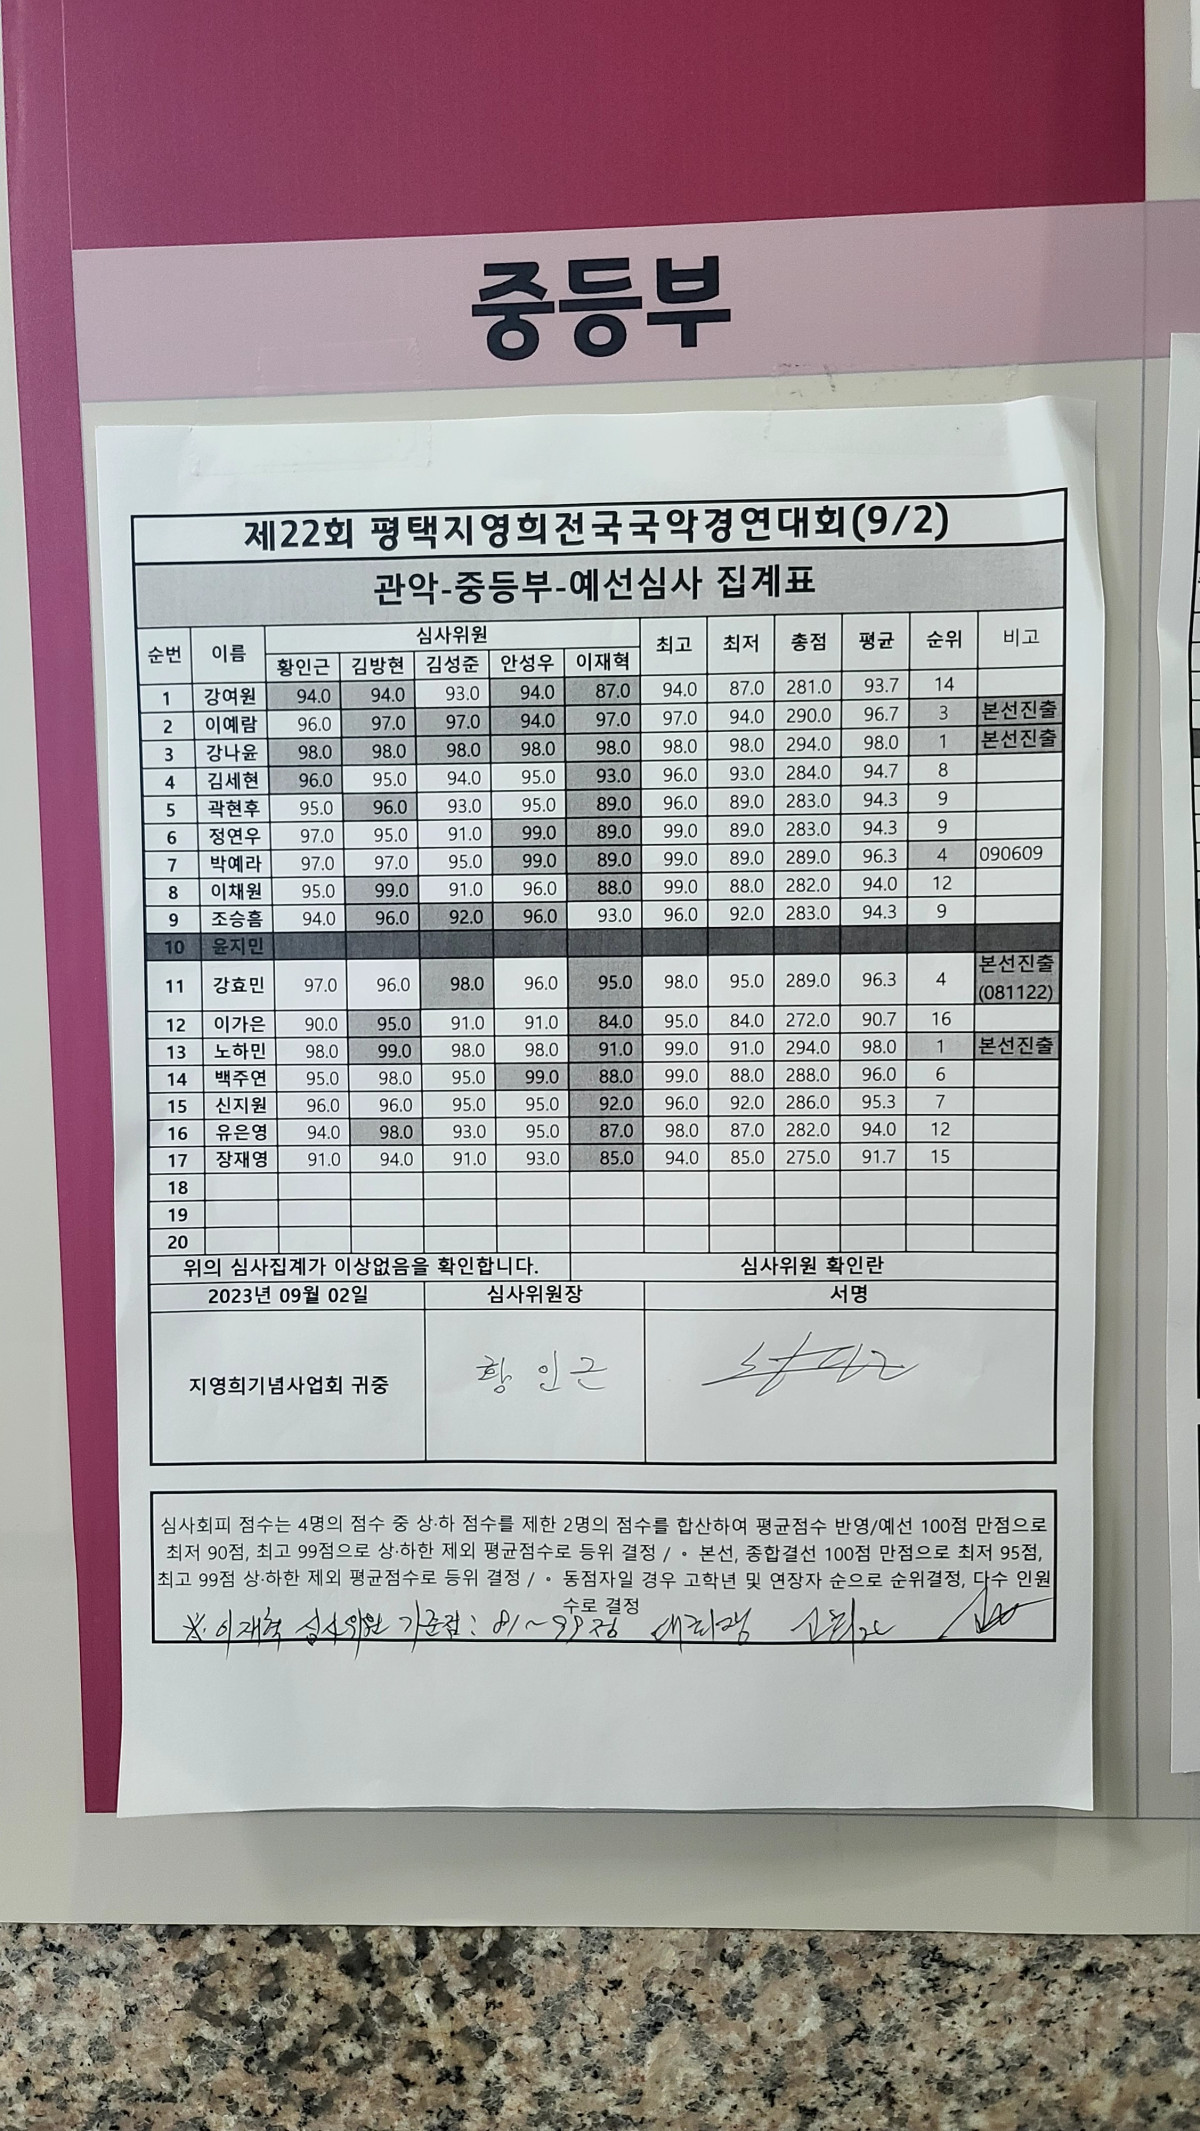 중등부
제22회 평택지영희전국국악경연대회(9/2)
관악-중등부-예선심사 집계표
순번 이름 심사위원 최고 최저 총점 평균 순위 비고
황인근 김방현 김성준 안성우 이재혁
1 강여원 94.0 94.0 93.0 94.0 87.0 94.0 87.0 281.0 93.7 14
2 이예람 96.0 97.0 97.0 94.0 97.0 97.0 94.0 290.0 96.7 3 본선진출
3 강나윤 98.0 98.0 98.0 98.0 98.0 98.0 98.0 294.0 98.0 1 본선진출
4 김세현 96.0 95.0 94.0 95.0 93.0 96.0 93.0 284.0 94.7 8
5 곽현후 95.0 96.0 93.0 95.0 89.0 96.0 89.0 283.0 94.3 9
6 정연우 97.0 95.0 91.0 99.0 89.0 99.0 89.0 283.0 94.3 9
7 박예라 97.0 97.0 95.0 99.0 89.0 99.0 89.0 289.0 96.3 4 090609
8 이채원 95.0 99.0 91.0 96.0 88.0 99.0 88.0 282.0 94.0 12
9 조승흠 94.0 96.0 92.0 96.0 93.0 96.0 92.0 283.0 94.3 9
10 윤지민
11 강효민 97.0 96.0 98.0 96.0 95.0 98.0 95.0 289.0 96.3 4 본선진출 (081122)
12 이가은 90.0 95.0 91.0 91.0 84.0 95.0 84.0 272.0 90.7 16
13 노하민 98.0 99.0 98.0 98.0 91.0 99.0 91.0 294.0 98.0 1 본선진출
14 백주연 95.0 98.0 95.0 99.0 88.0 99.0 88.0 288.0 96.0 6
15 신지원 96.0 96.0 95.0 95.0 92.0 96.0 92.0 286.0 95.3 7
16 유은영 94.0 98.0 93.0 95.0 87.0 98.0 87.0 282.0 94.0 12
17 장재영 91.0 94.0 91.0 93.0 85.0 94.0 85.0 275.0 91.7 15
18
19
20
위의 심사집계가 이상없음을 확인합니다. 심사위원 확인란
2023년 09월 02일 심사위원장 서명
지영희기념사업회 귀중 황인근
심사회피 점수는 4명의 점수 중 상·하 점수를 제한 2명의 점수를 합산하여 평균점수 반영/예선 100점 만점으로
최저 90점, 최고 99점으로 상·하한 제외 평균점수로 등위 결정 / ◦ 본선, 종합결선 100점 만점으로 최저 95점,
최고 99점 상·하한 제외 평균점수로 등위 결정 / ◦ 동점자일 경우 고학년 및 연장자 순으로 순위결정, 다수 인원
수로 결정
※ 이재혁 심사위원 기준점 : 81~99점